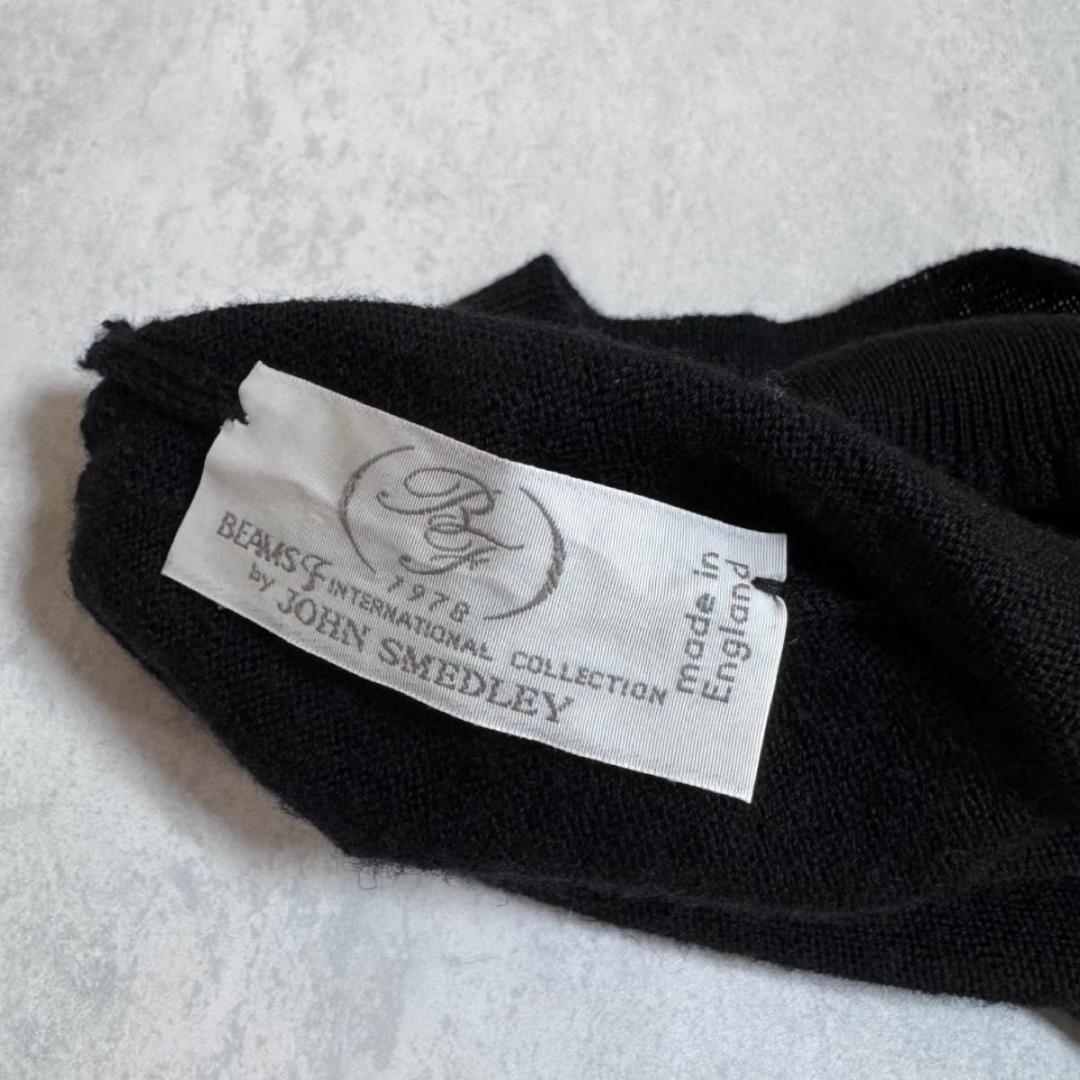 BF
1978
BEAMS F INTERNATIONAL COLLECTION
by JOHN SMEDLEY
made in
England